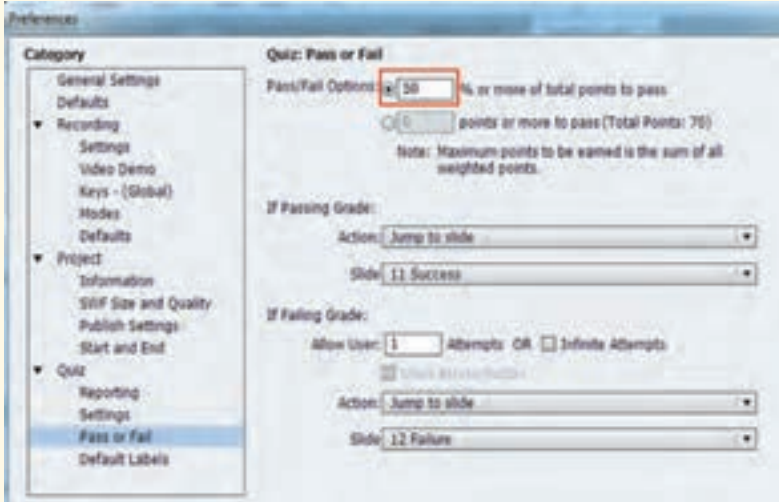 Preferences
Category
General Settings
Defaults
Recording
Settings
Video Demo
Keys - (Global)
Modes
Defaults
Project
Information
SWF Size and Quality
Publish Settings
Start and End
Quiz
Reporting
Settings
Pass or Fail
Default Labels
Quiz: Pass or Fail
Pass/Fail Options: 50 % or more of total points to pass
points or more to pass (Total Points: 70)
Note: Maximum points to be earned is the sum of all
weighted points.
If Passing Grade:
Action: Jump to slide
Slide 11 Success
If Failing Grade:
Allow User: 1 Attempts OR Infinite Attempts
Action: Jump to slide
Slide 12 Failure